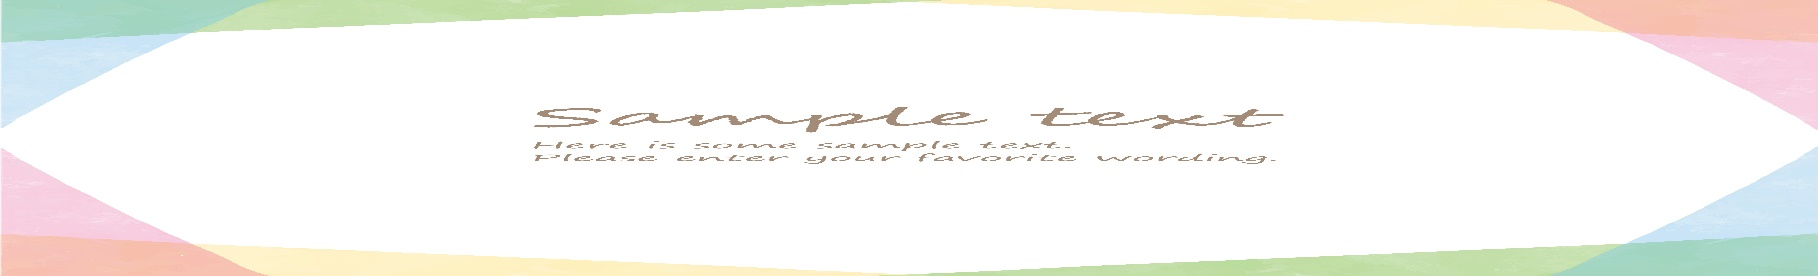 Sample text
Here is some sample text.
Please enter your favorite wording.